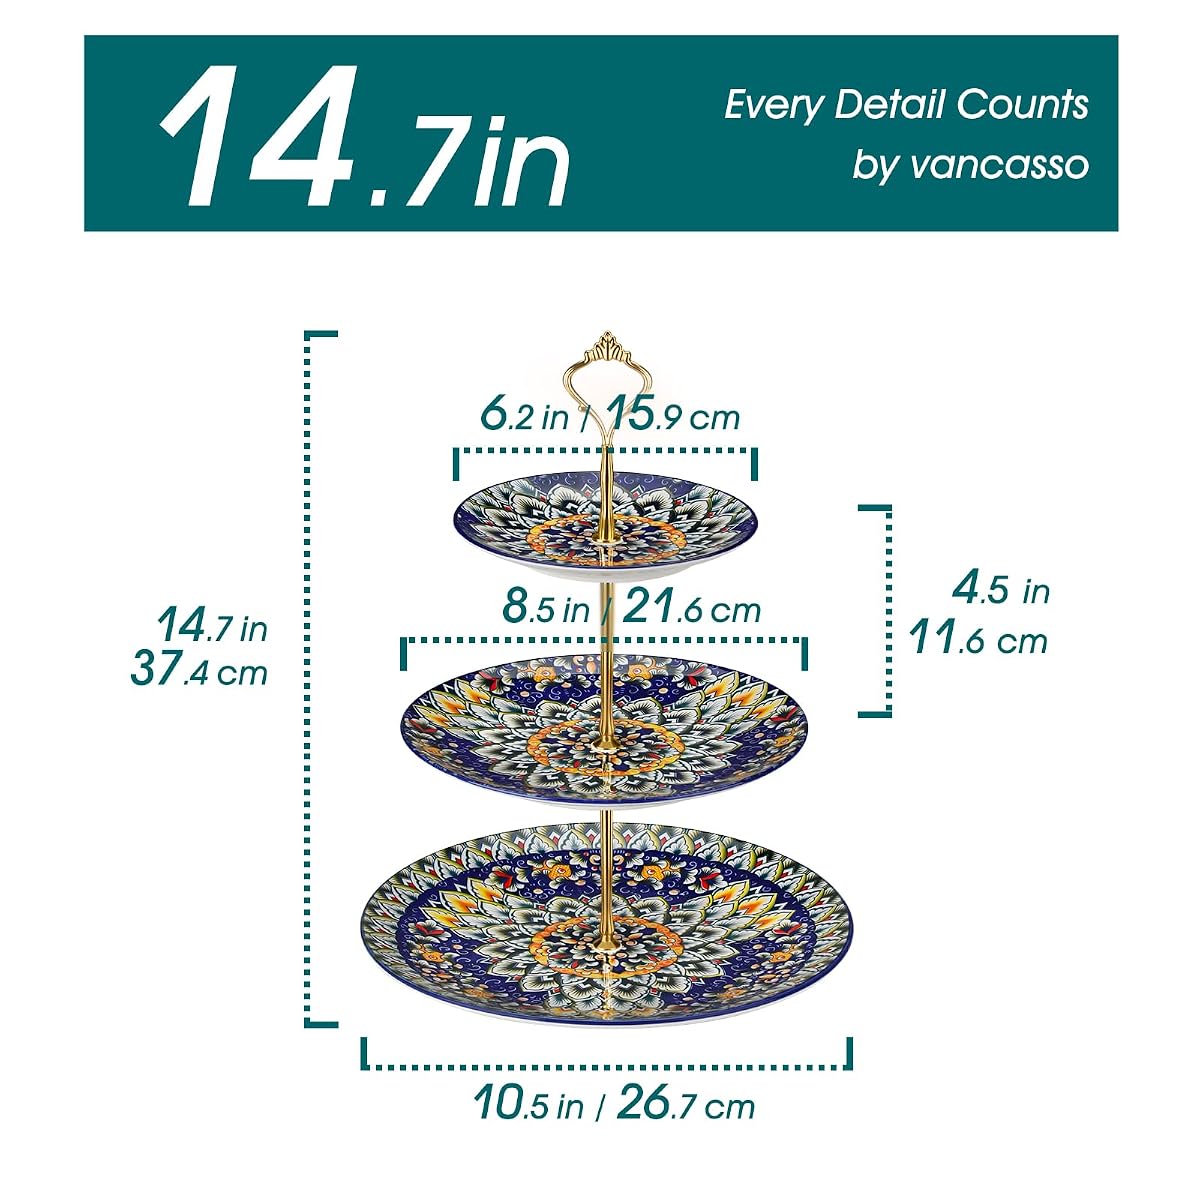 14.7in
Every Detail Counts
by vancasso
6.2 in / 15.9 cm
8.5 in / 21.6 cm
4.5 in
11.6 cm
14.7 in
37.4 cm
10.5 in / 26.7 cm